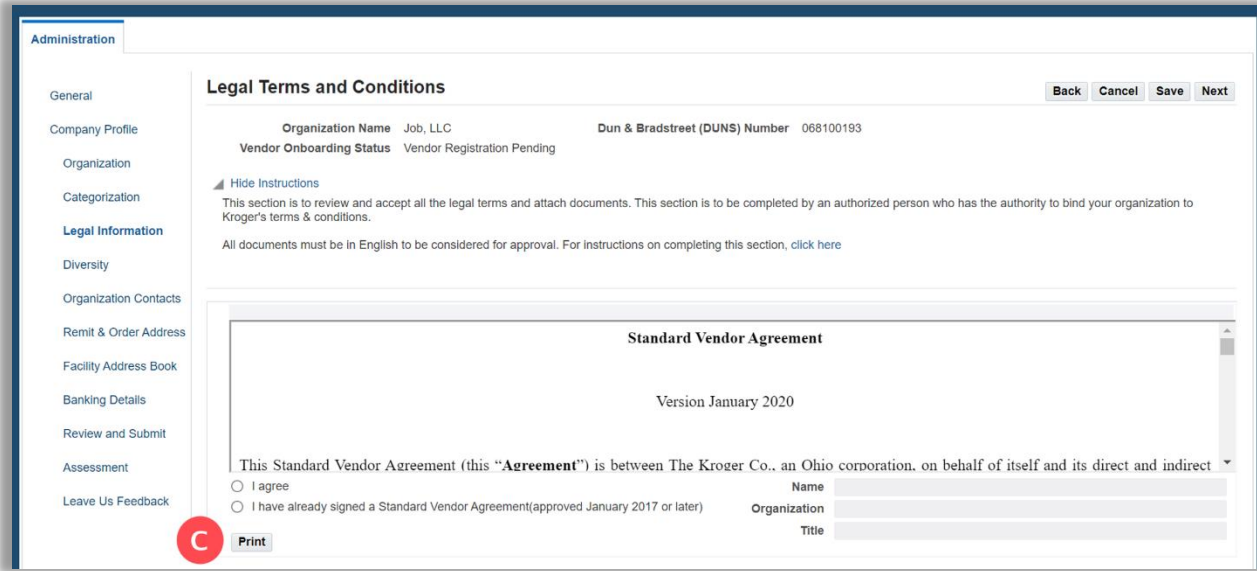 Administration
General
Company Profile
Organization
Categorization
Legal Information
Diversity
Organization Contacts
Remit & Order Address
Facility Address Book
Banking Details
Review and Submit
Assessment
Leave Us Feedback
Legal Terms and Conditions
Back Cancel Save Next
Organization Name Job, LLC Dun & Bradstreet (DUNS) Number 068100193
Vendor Onboarding Status Vendor Registration Pending
Hide Instructions
This section is to review and accept all the legal terms and attach documents. This section is to be completed by an authorized person who has the authority to bind your organization to
Kroger's terms & conditions.
All documents must be in English to be considered for approval. For instructions on completing this section, click here
Standard Vendor Agreement
Version January 2020
This Standard Vendor Agreement (this “Agreement”) is between The Kroger Co., an Ohio corporation, on behalf of itself and its direct and indirect
I agree
I have already signed a Standard Vendor Agreement(approved January 2017 or later)
Name
Organization
Title
C
Print